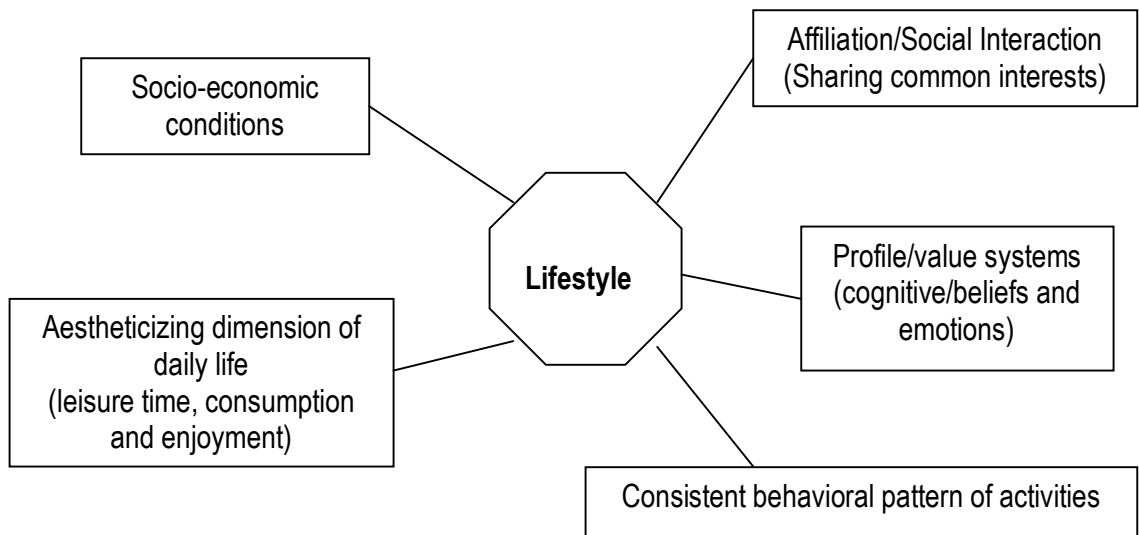 Affiliation/Social Interaction
(Sharing common interests)
Socio-economic
conditions
Profile/value systems
(cognitive/beliefs and
emotions)
Lifestyle
Aestheticizing dimension of
daily life
(leisure time, consumption
and enjoyment)
Consistent behavioral pattern of activities